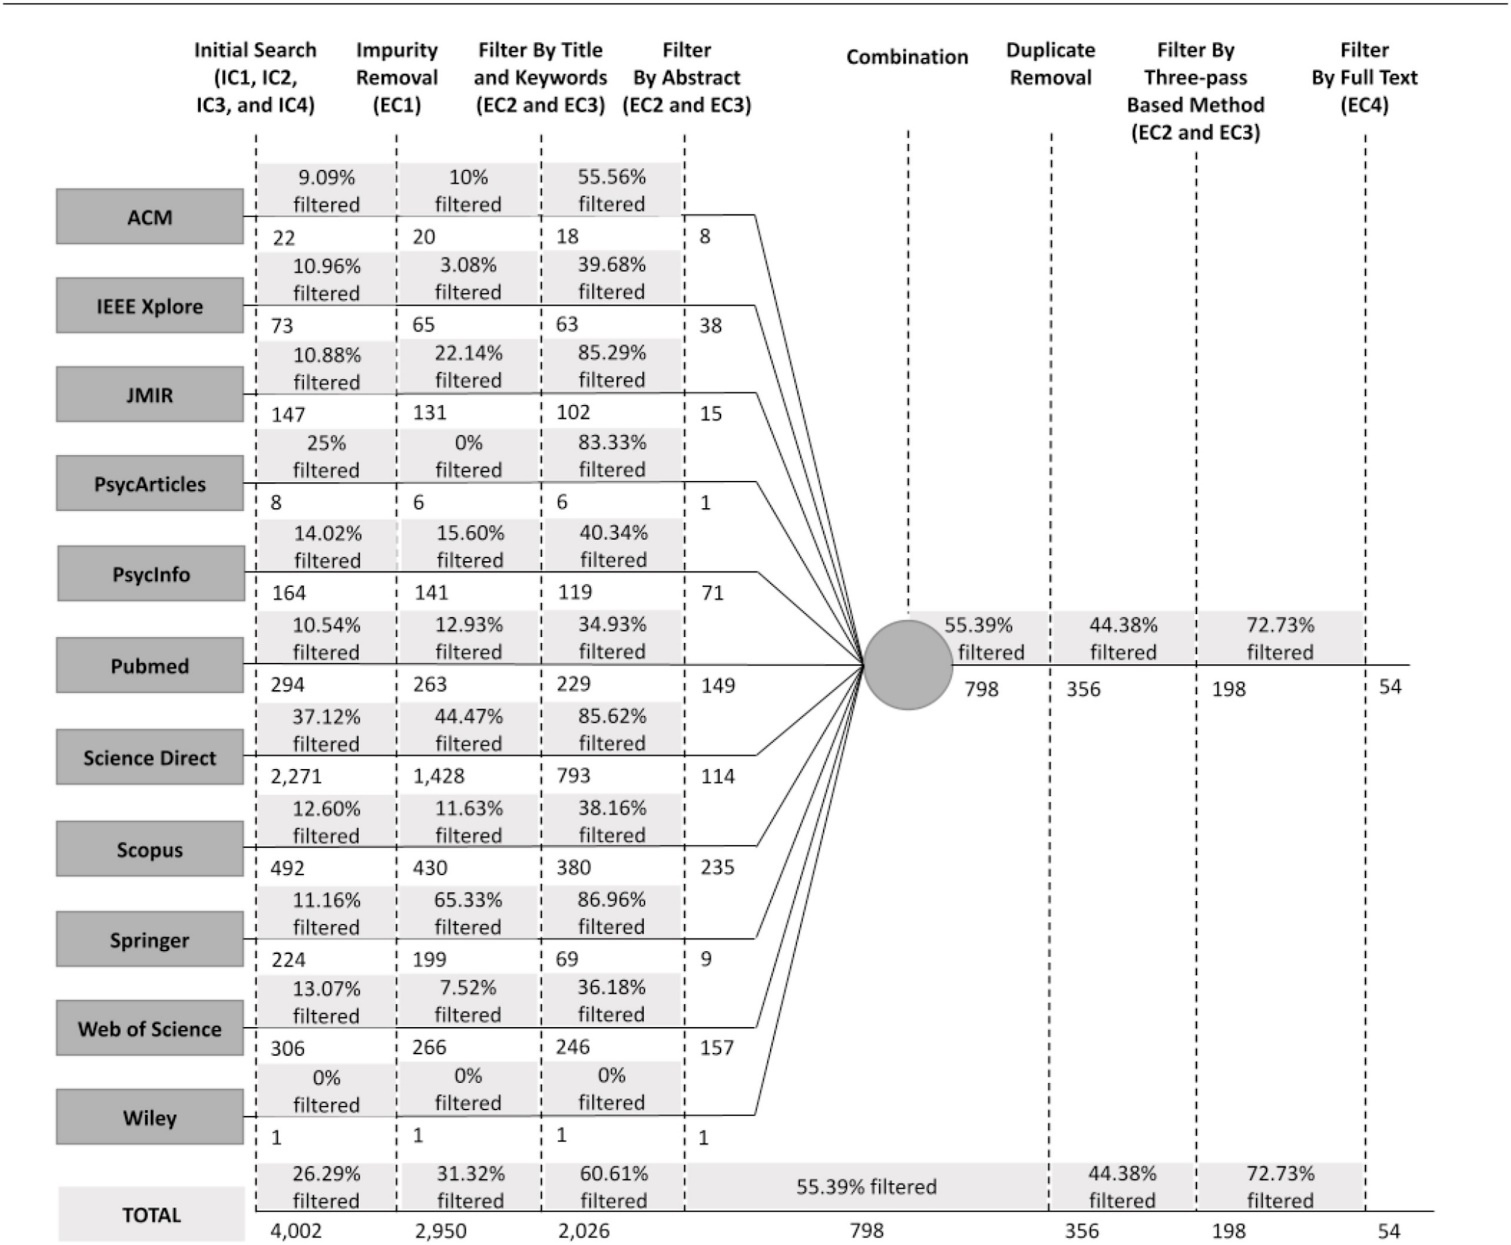 Initial Search
(IC1, IC2,
IC3, and IC4)
Impurity
Removal
(EC1)
Filter By Title
and Keywords
(EC2 and EC3)
Filter
By Abstract
(EC2 and EC3)
Combination
Duplicate
Removal
Filter By
Three-pass
Based Method
(EC2 and EC3)
Filter
By Full Text
(EC4)
ACM
9.09%
filtered
10%
filtered
55.56%
filtered
22
20
18
8
IEEE Xplore
10.96%
filtered
3.08%
filtered
39.68%
filtered
73
65
63
38
JMIR
10.88%
filtered
22.14%
filtered
85.29%
filtered
147
131
102
15
PsycArticles
25%
filtered
0%
filtered
83.33%
filtered
8
6
6
1
PsycInfo
14.02%
filtered
15.60%
filtered
40.34%
filtered
164
141
119
71
Pubmed
10.54%
filtered
12.93%
filtered
34.93%
filtered
294
263
229
149
55.39%
filtered
44.38%
filtered
72.73%
filtered
798
356
198
54
Science Direct
37.12%
filtered
44.47%
filtered
85.62%
filtered
2,271
1,428
793
114
Scopus
12.60%
filtered
11.63%
filtered
38.16%
filtered
492
430
380
235
Springer
11.16%
filtered
65.33%
filtered
86.96%
filtered
224
199
69
9
Web of Science
13.07%
filtered
7.52%
filtered
36.18%
filtered
306
266
246
157
Wiley
0%
filtered
0%
filtered
0%
filtered
1
1
1
1
TOTAL
26.29%
filtered
31.32%
filtered
60.61%
filtered
55.39% filtered
44.38%
filtered
72.73%
filtered
4,002
2,950
2,026
798
356
198
54